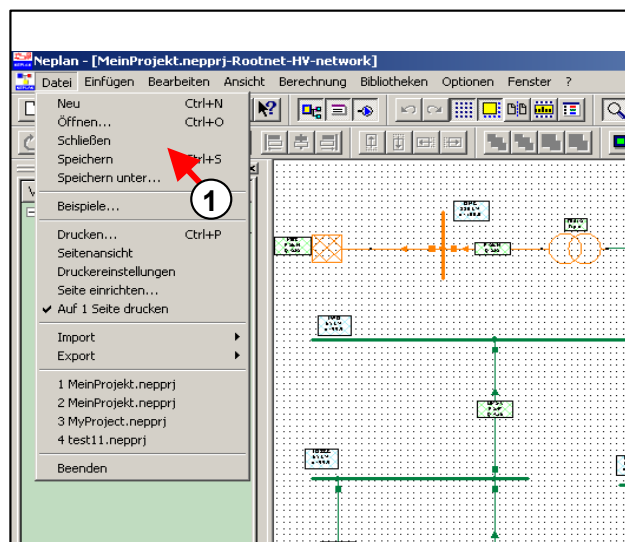 Neplan - [MeinProjekt.nepprj-Rootnet-HV-network]
Datei Einfügen Bearbeiten Ansicht Berechnung Bibliotheken Optionen Fenster ?
Neu Ctrl+N
Öffnen... Ctrl+O
Schließen
Speichern Ctrl+S
Speichern unter...
1
Beispiele...
Drucken... Ctrl+P
Seitenansicht
Druckereinstellungen
Seite einrichten...
Auf 1 Seite drucken
Import
Export
1 MeinProjekt.nepprj
2 MeinProjekt.nepprj
3 MyProject.nepprj
4 test11.nepprj
Beenden